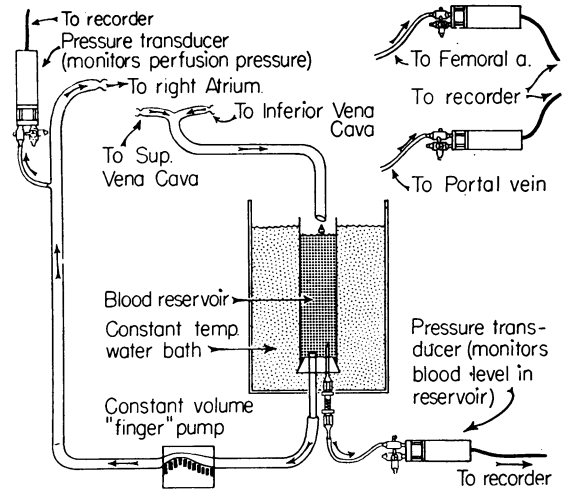 To recorder
Pressure transducer
(monitors perfusion pressure)
To right Atrium.
To Inferior Vena
Cava
To Sup.
Vena Cava
To Femoral a.
To recorder
To Portal vein
Blood reservoir
Constant temp.
water bath
Constant volume
"finger" pump
Pressure trans-
ducer (monitors
blood level in
reservoir)
To recorder